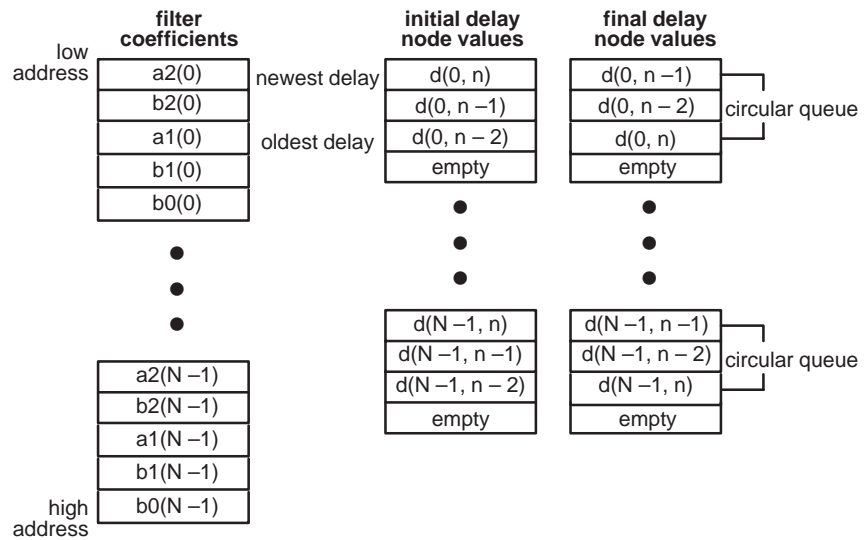 filter
coefficients
initial delay
node values
final delay
node values
low
address
a2(0)
b2(0)
a1(0)
b1(0)
b0(0)
newest delay
oldest delay
d(0, n)
d(0, n –1)
d(0, n – 2)
empty
d(0, n –1)
d(0, n – 2)
d(0, n)
empty
circular queue
a2(N –1)
b2(N –1)
a1(N –1)
b1(N –1)
b0(N –1)
high
address
d(N –1, n)
d(N –1, n –1)
d(N –1, n – 2)
empty
d(N –1, n –1)
d(N –1, n – 2)
d(N –1, n)
empty
circular queue